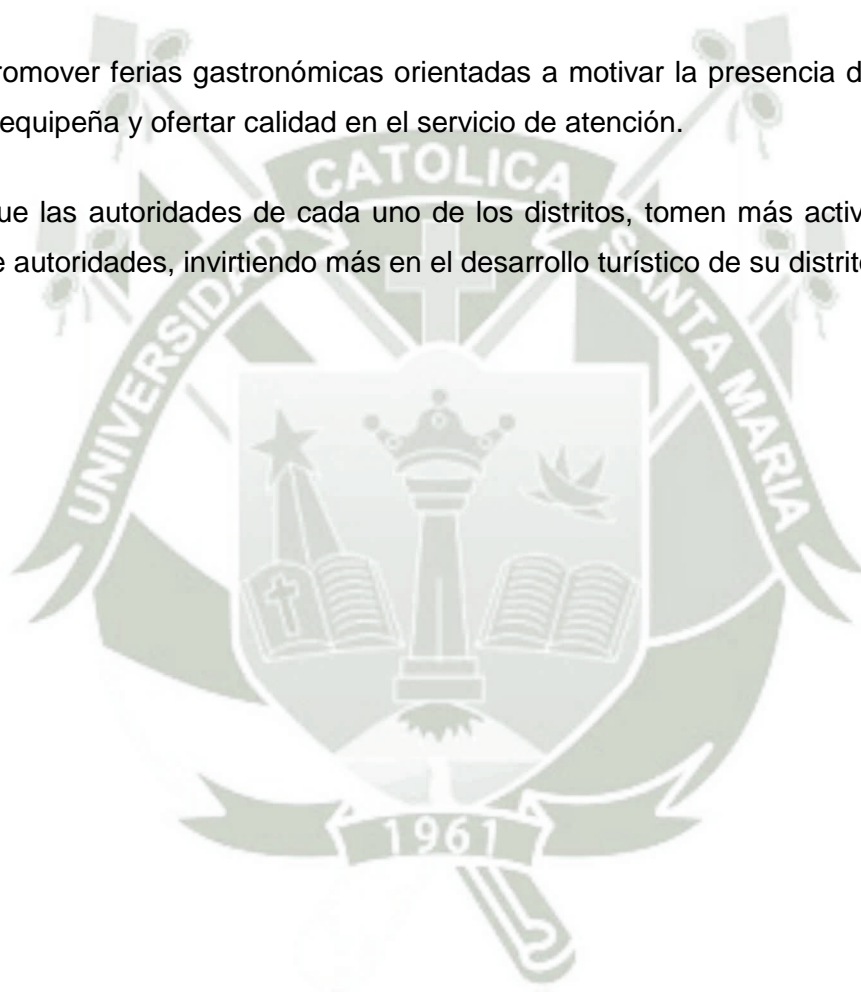 romover ferias gastronómicas orientadas a motivar la presencia d
equipeña y ofertar calidad en el servicio de atención.
ue las autoridades de cada uno de los distritos, tomen más activ
e autoridades, invirtiendo más en el desarrollo turístico de su distrito
UNIVERSIDAD CATOLICA SANTA MARIA
1961